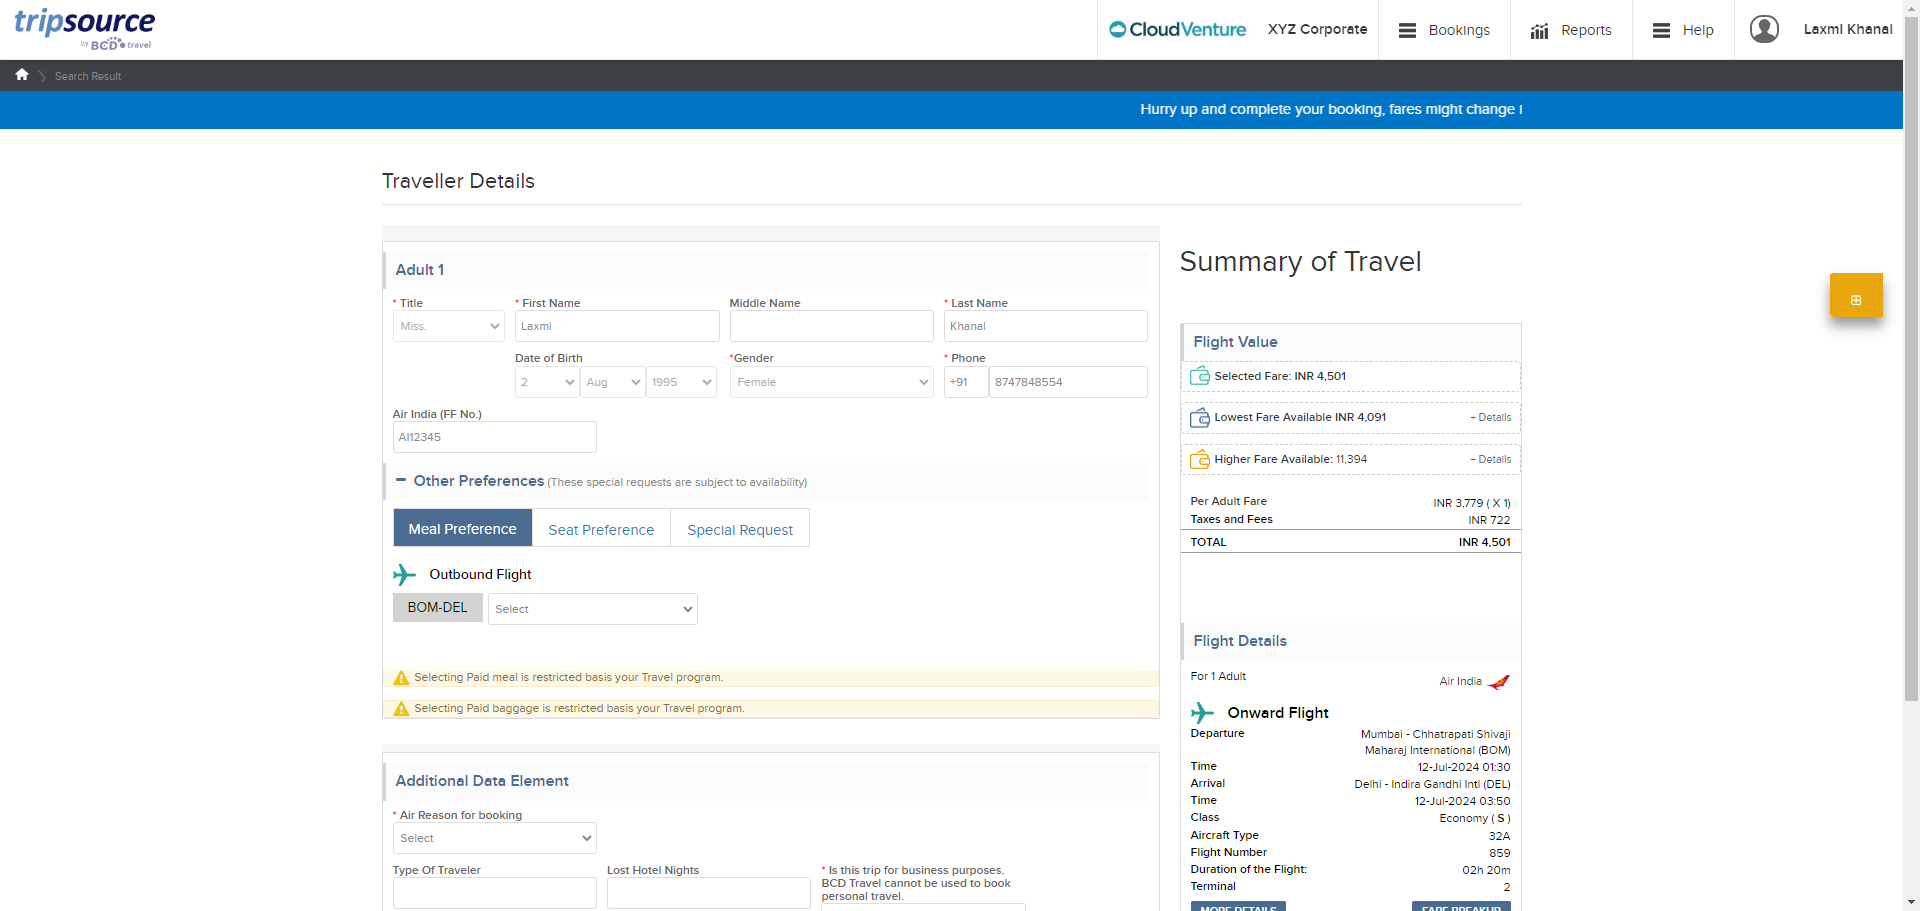 tripsource
by BCD travel
CloudVenture
XYZ Corporate
Bookings
Reports
Help
Laxmi Khanal
Search Result
Hurry up and complete your booking, fares might change
Traveller Details
Adult 1
* Title
* First Name
Middle Name
* Last Name
Miss.
Laxmi
Khanal
Date of Birth
*Gender
* Phone
2
Aug
1995
Female
+91
8747848554
Air India (FF No.)
AI12345
Other Preferences (These special requests are subject to availability)
Meal Preference
Seat Preference
Special Request
Outbound Flight
BOM-DEL
Select
Selecting Paid meal is restricted basis your Travel program.
Selecting Paid baggage is restricted basis your Travel program.
Additional Data Element
* Air Reason for booking
Select
Type Of Traveler
Lost Hotel Nights
* Is this trip for business purposes.
BCD Travel cannot be used to book
personal travel.
Summary of Travel
Flight Value
Selected Fare: INR 4,501
Lowest Fare Available INR 4,091
+ Details
Higher Fare Available: 11,394
+ Details
Per Adult Fare
INR 3,779 ( X 1)
Taxes and Fees
INR 722
TOTAL
INR 4,501
Flight Details
For 1 Adult
Air India
Onward Flight
Departure
Mumbai - Chhatrapati Shivaji
Maharaj International (BOM)
Time
12-Jul-2024 01:30
Arrival
Delhi - Indira Gandhi Intl (DEL)
Time
12-Jul-2024 03:50
Class
Economy ( S )
Aircraft Type
32A
Flight Number
859
Duration of the Flight:
02h 20m
Terminal
2
MORE DETAILS
FARE BREAKUP